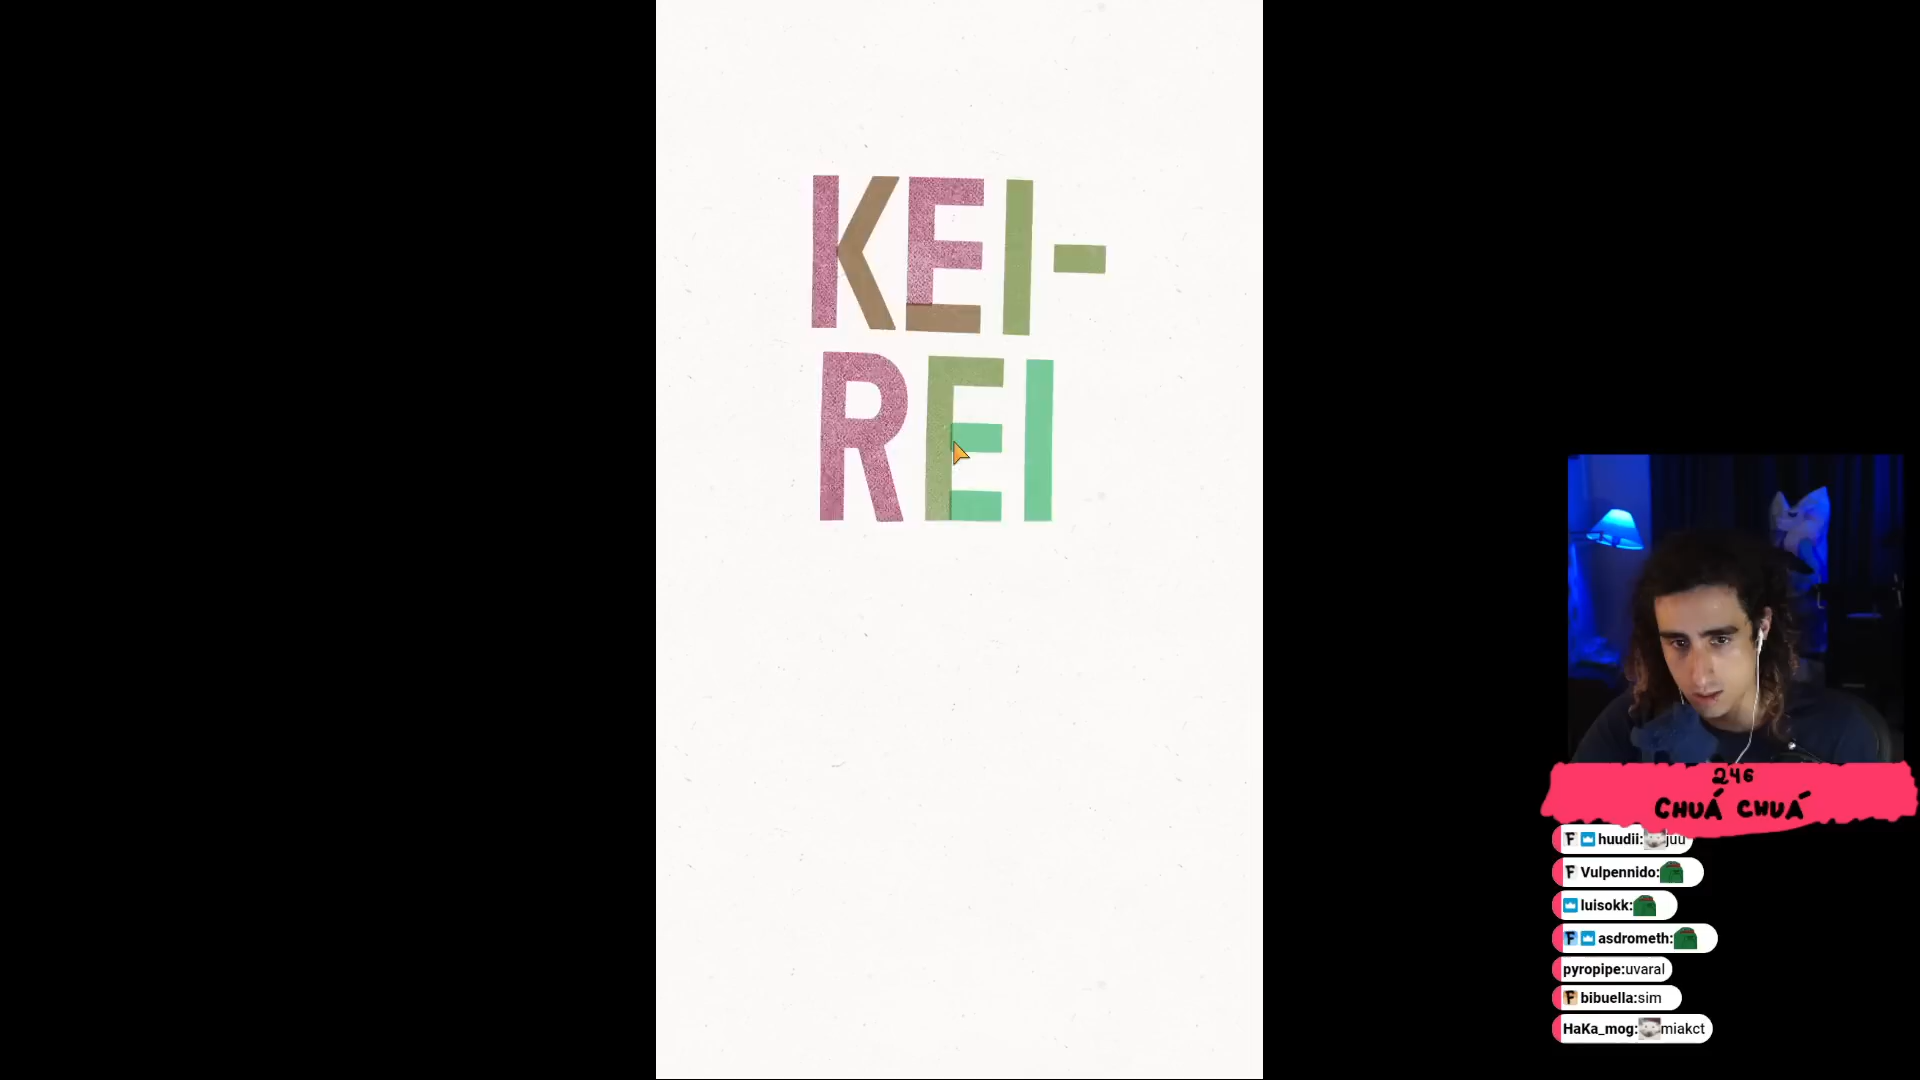 KEI-
REI
246
CHUÁ CHUÁ
F huudii: juu
F Vulpennido:
luisokk:
F asdrometh:
pyropipe:uvaral
F bibuella:sim
HaKa_mog: miakct